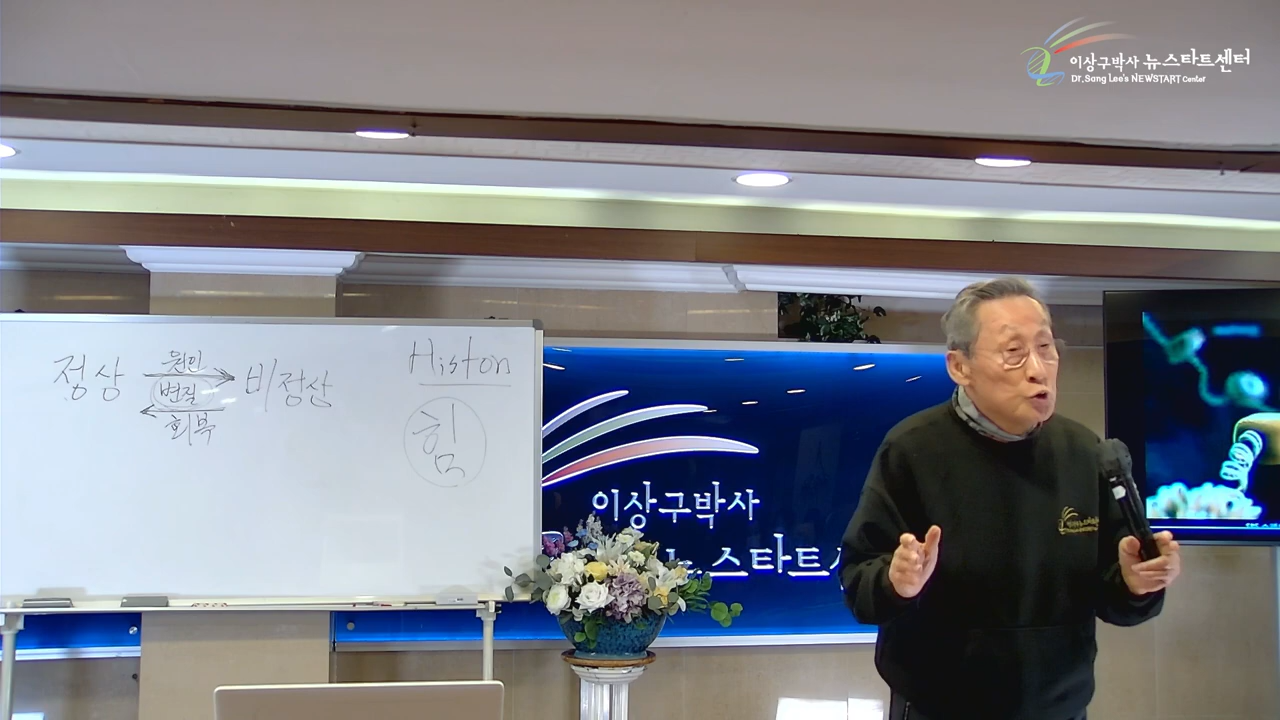 이상구박사 뉴스타트센터
Dr. Sang Lee's NEWSTART Center
정상 원인 비정상
변질
회복
Histon
힘
이상구박사
뉴스타트